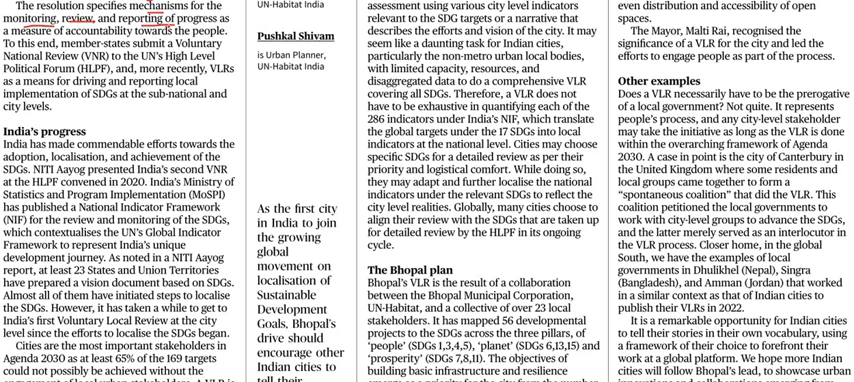 The resolution specifies mechanisms for the
monitoring, review, and reporting of progress as
a measure of accountability towards the people.
To this end, member-states submit a Voluntary
National Review (VNR) to the UN's High Level
Political Forum (HLPF), and, more recently, VLRs
as a means for driving and reporting local
implementation of SDGs at the sub-national and
city levels.
India's progress
India has made commendable efforts towards the
adoption, localisation, and achievement of the
SDGs. NITI Aayog presented India's second VNR
at the HLPF convened in 2020. India's Ministry of
Statistics and Program Implementation (MoSPI)
has published a National Indicator Framework
(NIF) for the review and monitoring of the SDGs,
which contextualises the UN's Global Indicator
Framework to represent India's unique
development journey. As noted in a NITI Aayog
report, at least 23 States and Union Territories
have prepared a vision document based on SDGs.
Almost all of them have initiated steps to localise
the SDGs. However, it has taken a while to get to
India's first Voluntary Local Review at the city
level since the efforts to localise the SDGs began.
Cities are the most important stakeholders in
Agenda 2030 as at least 65% of the 169 targets
could not possibly be achieved without the
UN-Habitat India
Pushkal Shivam
is Urban Planner,
UN-Habitat India
As the first city
in India to join
the growing
global
movement on
localisation of
Sustainable
Development
Goals, Bhopal's
drive should
encourage other
Indian cities to
tell their
assessment using various city level indicators
relevant to the SDG targets or a narrative that
describes the efforts and vision of the city. It may
seem like a daunting task for Indian cities,
particularly the non-metro urban local bodies,
with limited capacity, resources, and
disaggregated data to do a comprehensive VLR
covering all SDGs. Therefore, a VLR does not
have to be exhaustive in quantifying each of the
286 indicators under India's NIF, which translate
the global targets under the 17 SDGs into local
indicators at the national level. Cities may choose
specific SDGs for a detailed review as per their
priority and logistical comfort. While doing so,
they may adapt and further localise the national
indicators under the relevant SDGs to reflect the
city level realities. Globally, many cities choose to
align their review with the SDGs that are taken up
for detailed review by the HLPF in its ongoing
cycle.
The Bhopal plan
Bhopal's VLR is the result of a collaboration
between the Bhopal Municipal Corporation,
UN-Habitat, and a collective of over 23 local
stakeholders. It has mapped 56 developmental
projects to the SDGs across the three pillars, of
'people' (SDGs 1,3,4,5), 'planet' (SDGs 6,13,15) and
'prosperity' (SDGs 7,8,11). The objectives of
building basic infrastructure and resilience
even distribution and accessibility of open
spaces.
The Mayor, Malti Rai, recognised the
significance of a VLR for the city and led the
efforts to engage people as part of the process.
Other examples
Does a VLR necessarily have to be the prerogative
of a local government? Not quite. It represents
people's process, and any city-level stakeholder
may take the initiative as long as the VLR is done
within the overarching framework of Agenda
2030. A case in point is the city of Canterbury in
the United Kingdom where some residents and
local groups came together to form a
"spontaneous coalition" that did the VLR. This
coalition petitioned the local governments to
work with city-level groups to advance the SDGs,
and the latter merely served as an interlocutor in
the VLR process. Closer home, in the global
South, we have the examples of local
governments in Dhulikhel (Nepal), Singra
(Bangladesh), and Amman (Jordan) that worked
in a similar context as that of Indian cities to
publish their VLRs in 2022.
It is a remarkable opportunity for Indian cities
to tell their stories in their own vocabulary, using
a framework of their choice to forefront their
work at a global platform. We hope more Indian
cities will follow Bhopal's lead, to showcase urban